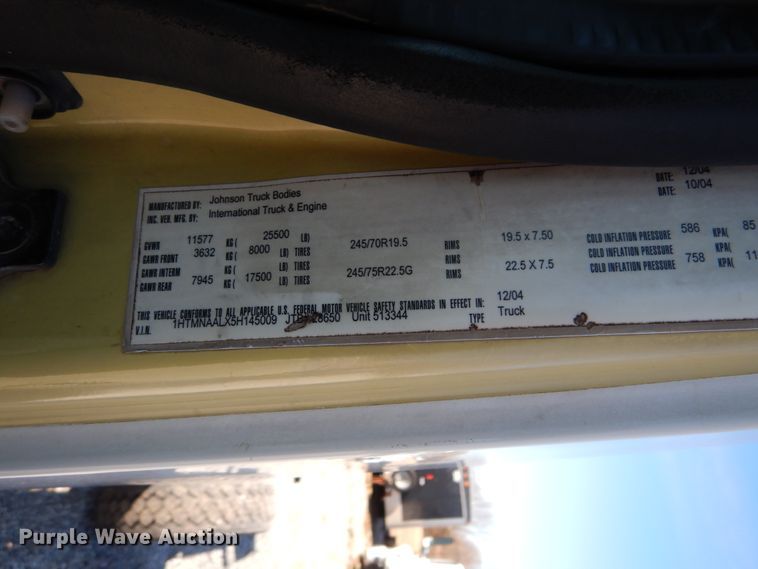 MANUFACTURED BY: Johnson Truck Bodies DATE: 12/04
INC. VEH. MFG. BY: International Truck & Engine DATE: 10/04
GVWR 11577 KG ( 25500 LB)
GAWR FRONT 3632 KG ( 8000 LB) TIRES 245/70R19.5 RIMS 19.5 x 7.50 COLD INFLATION PRESSURE 586 KPA( 85
GAWR INTERM KG ( LB) TIRES RIMS COLD INFLATION PRESSURE KPA(
GAWR REAR 7945 KG ( 17500 LB) TIRES 245/75R22.5G RIMS 22.5 X 7.5 COLD INFLATION PRESSURE 758 KPA( 11
THIS VEHICLE CONFORMS TO ALL APPLICABLE U.S. FEDERAL MOTOR VEHICLE SAFETY STANDARDS IN EFFECT IN: 12/04
V.I.N. 1HTMNAALX5H145009 Unit 513344 TYPE Truck
Purple Wave Auction